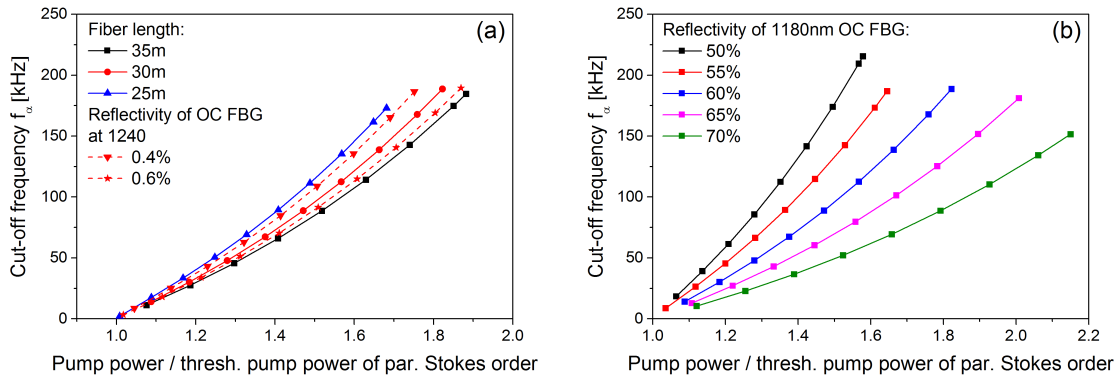 (a)
Fiber length:
35m
30m
25m
Reflectivity of OC FBG
at 1240
0.4%
0.6%
250
200
150
100
50
0
Cut-off frequency fα [kHz]
1.0 1.2 1.4 1.6 1.8 2.0
Pump power / thresh. pump power of par. Stokes order
(b)
Reflectivity of 1180nm OC FBG:
50%
55%
60%
65%
70%
250
200
150
100
50
0
Cut-off frequency fα [kHz]
1.0 1.2 1.4 1.6 1.8 2.0 2.2
Pump power / thresh. pump power of par. Stokes order